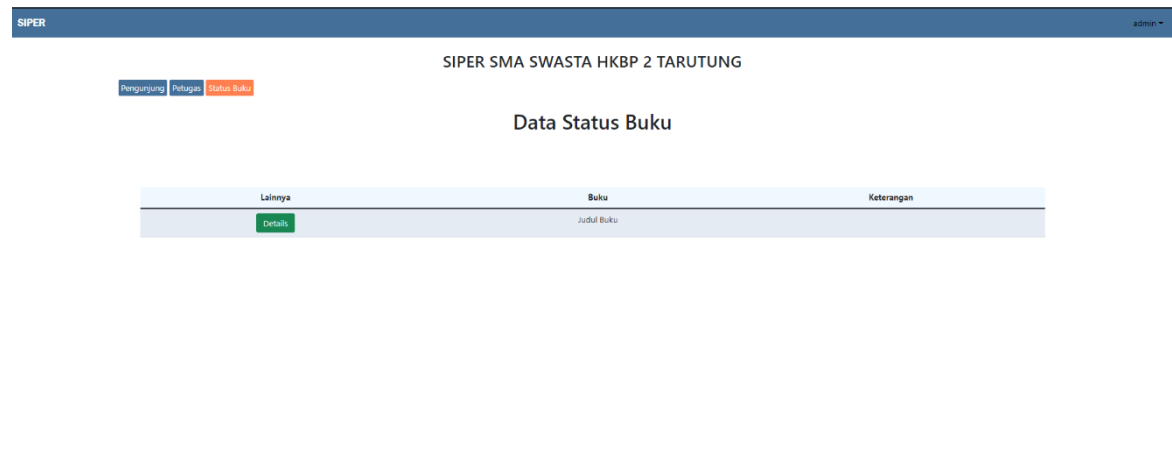 SIPER admin
SIPER SMA SWASTA HKBP 2 TARUTUNG
Pengunjung Petugas Status Buku
Data Status Buku
Lainnya Buku Keterangan
Details Judul Buku